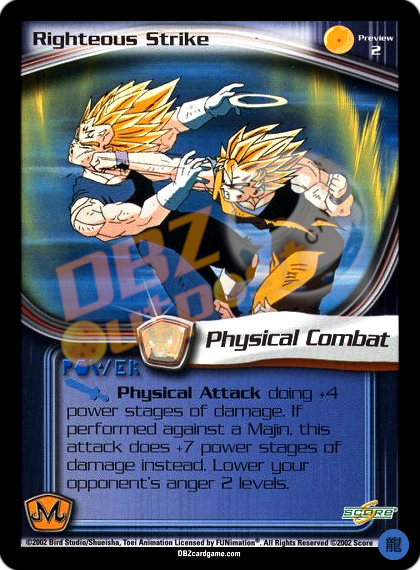 Righteous Strike
Preview
2
DBZ
Outpost
Physical Combat
POWER
Physical Attack doing +4
power stages of damage. If
performed against a Majin, this
attack does +7 power stages of
damage instead. Lower your
opponent's anger 2 levels.
M
SCORE
龍
©2002 Bird Studio/Shueisha, Toei Animation Licensed by FUNimation®. All Rights Reserved ©2002 Score
DBZcardgame.com